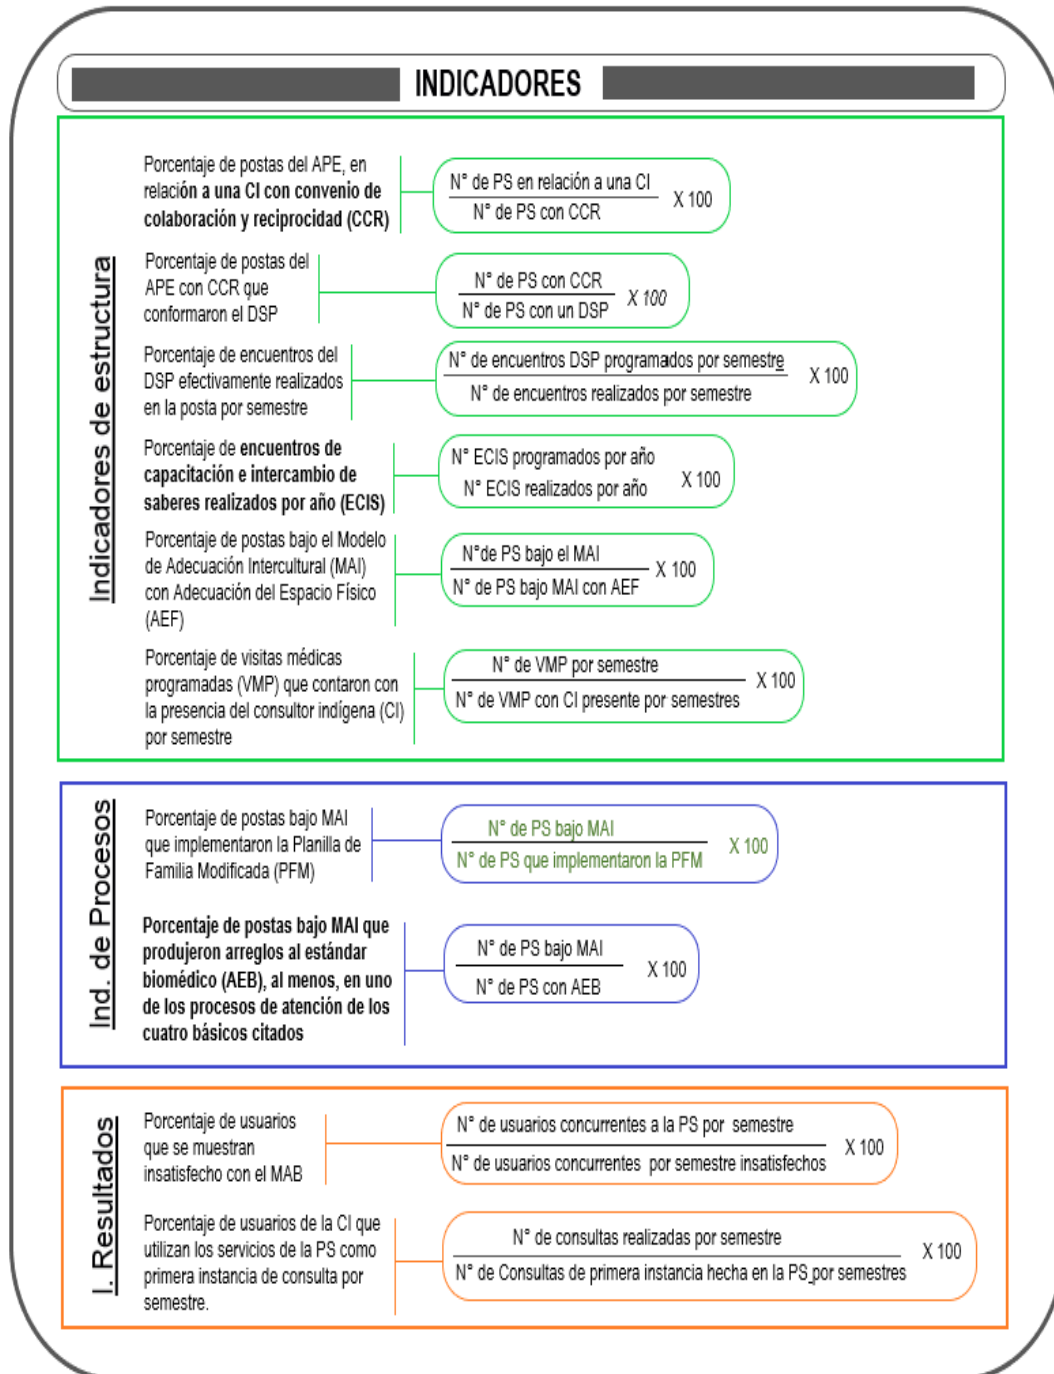 INDICADORES
Indicadores de estructura
Porcentaje de postas del APE, en
relación a una CI con convenio de
colaboración y reciprocidad (CCR)
N° de PS en relación a una CI
N° de PS con CCR
X 100
Porcentaje de postas del
APE con CCR que
conformaron el DSP
N° de PS con CCR
N° de PS con un DSP
X 100
Porcentaje de encuentros del
DSP efectivamente realizados
en la posta por semestre
N° de encuentros DSP programados por semestre
N° de encuentros realizados por semestre
X 100
Porcentaje de encuentros de
capacitación e intercambio de
saberes realizados por año (ECIS)
N° ECIS programados por año
N° ECIS realizados por año
X 100
Porcentaje de postas bajo el Modelo
de Adecuación Intercultural (MAI)
con Adecuación del Espacio Físico
(AEF)
N°de PS bajo el MAI
N° de PS bajo MAI con AEF
X 100
Porcentaje de visitas médicas
programadas (VMP) que contaron con
la presencia del consultor indígena (CI)
por semestre
N° de VMP por semestre
N° de VMP con CI presente por semestres
X 100
Ind. de Procesos
Porcentaje de postas bajo MAI
que implementaron la Planilla de
Familia Modificada (PFM)
N° de PS bajo MAI
N° de PS que implementaron la PFM
X 100
Porcentaje de postas bajo MAI que
produjeron arreglos al estándar
biomédico (AEB), al menos, en uno
de los procesos de atención de los
cuatro básicos citados
N° de PS bajo MAI
N° de PS con AEB
X 100
I. Resultados
Porcentaje de usuarios
que se muestran
insatisfecho con el MAB
N° de usuarios concurrentes a la PS por semestre
N° de usuarios concurrentes por semestre insatisfechos
X 100
Porcentaje de usuarios de la CI que
utilizan los servicios de la PS como
primera instancia de consulta por
semestre.
N° de consultas realizadas por semestre
N° de Consultas de primera instancia hecha en la PS por semestres
X 100